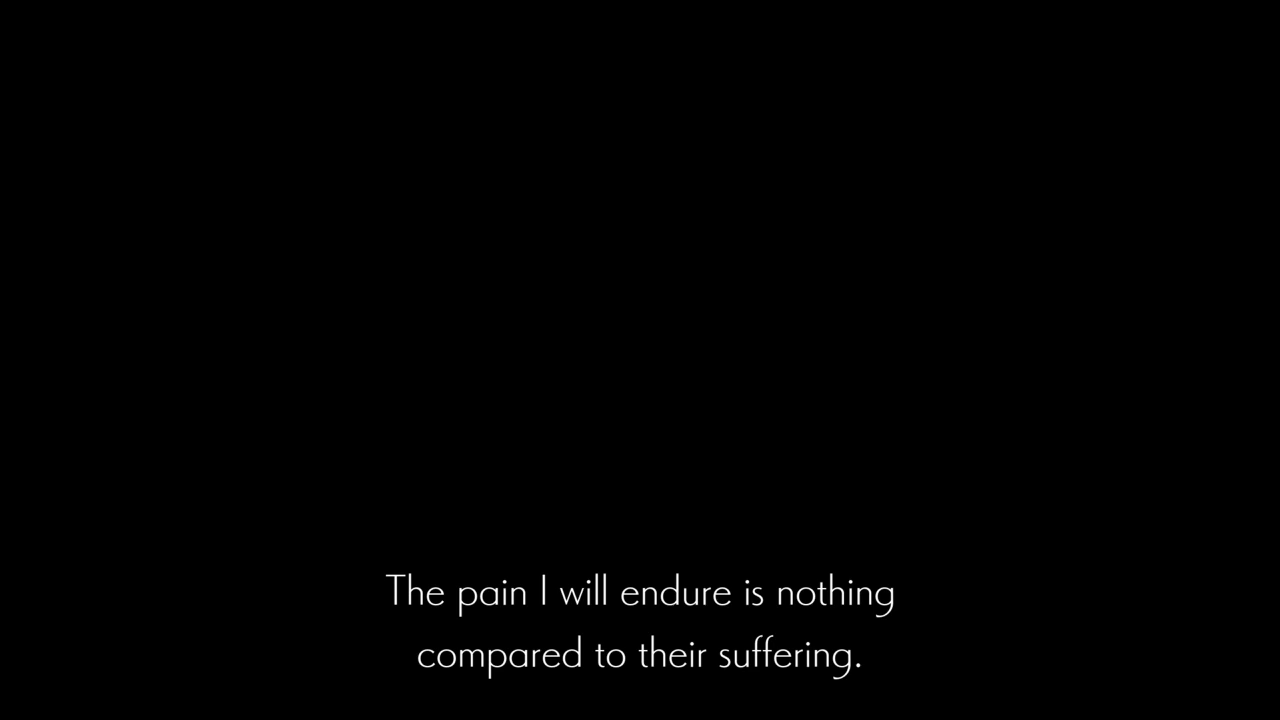 The pain I will endure is nothing
compared to their suffering.